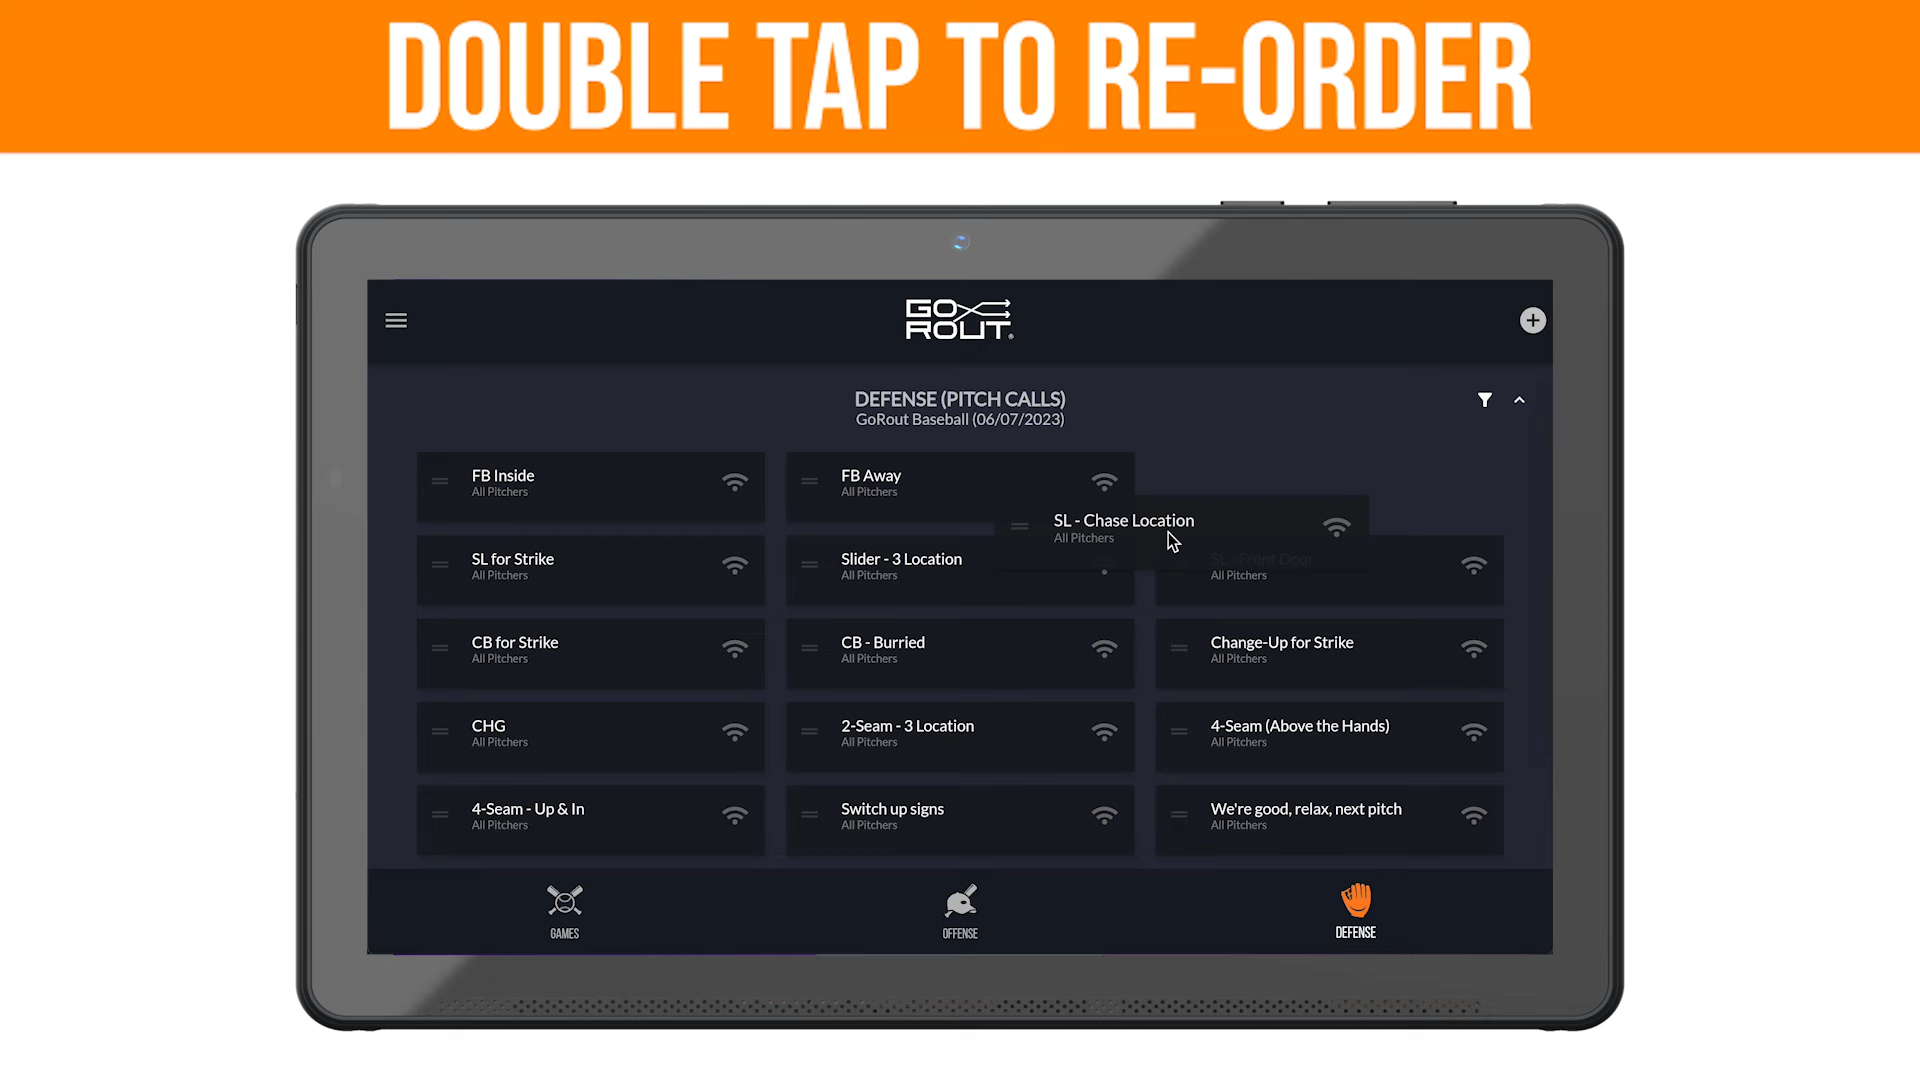 DOUBLE TAP TO RE-ORDER
GO ROUT®
DEFENSE (PITCH CALLS)
GoRout Baseball (06/07/2023)
FB Inside
All Pitchers
FB Away
All Pitchers
SL - Chase Location
All Pitchers
SL for Strike
All Pitchers
Slider - 3 Location
All Pitchers
SL - Front Door
All Pitchers
CB for Strike
All Pitchers
CB - Burried
All Pitchers
Change-Up for Strike
All Pitchers
CHG
All Pitchers
2-Seam - 3 Location
All Pitchers
4-Seam (Above the Hands)
All Pitchers
4-Seam - Up & In
All Pitchers
Switch up signs
All Pitchers
We're good, relax, next pitch
All Pitchers
GAMES
OFFENSE
DEFENSE